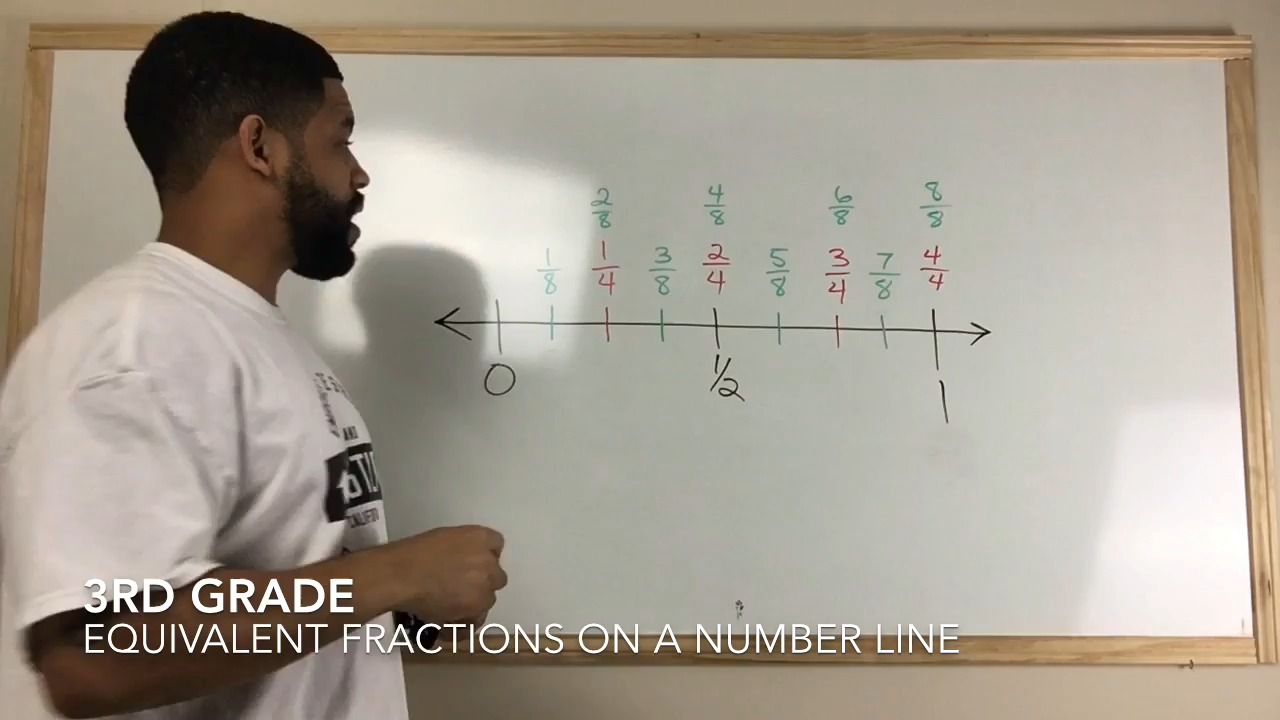 2/8 4/8 6/8 8/8
1/8 1/4 3/8 2/4 5/8 3/4 7/8 4/4
0 1/2 1
AND
3RD GRADE
EQUIVALENT FRACTIONS ON A NUMBER LINE